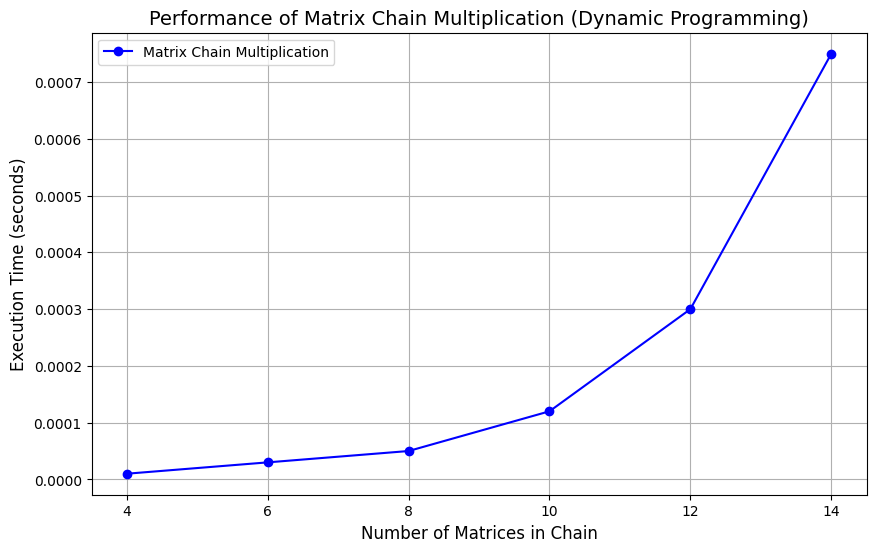 Performance of Matrix Chain Multiplication (Dynamic Programming)
Matrix Chain Multiplication
Execution Time (seconds)
0.0007
0.0006
0.0005
0.0004
0.0003
0.0002
0.0001
0.0000
4 6 8 10 12 14
Number of Matrices in Chain